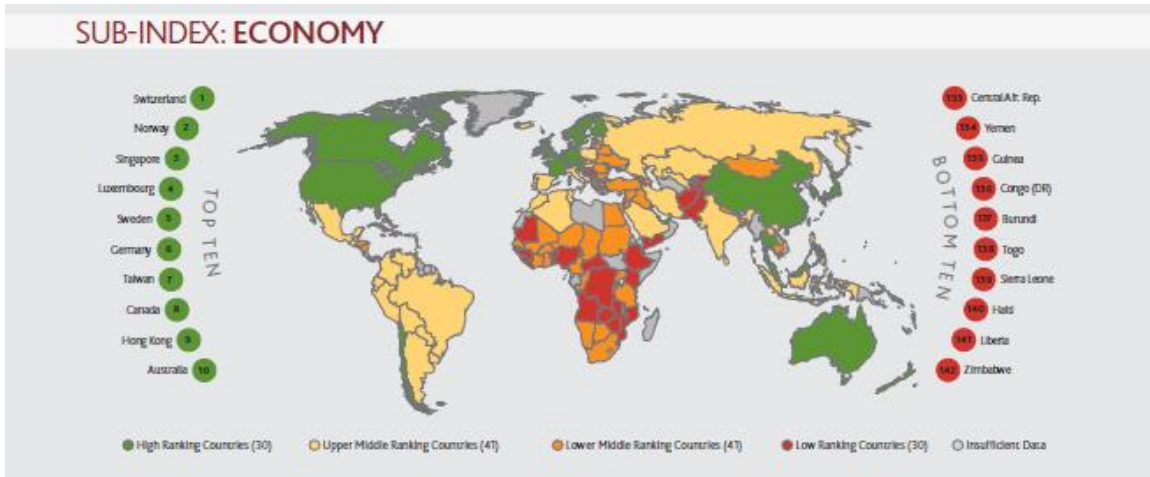 SUB-INDEX: ECONOMY
Switzerland 1
Norway 2
Singapore 3
Luxembourg 4
Sweden 5
Germany 6
Taiwan 7
Canada 8
Hong Kong 9
Australia 10
TOP TEN
133 Central Afr. Rep.
134 Yemen
135 Guinea
136 Congo (DR)
137 Burundi
138 Togo
139 Sierra Leone
140 Haiti
141 Liberia
142 Zimbabwe
BOTTOM TEN
High Ranking Countries (30) Upper Middle Ranking Countries (41) Lower Middle Ranking Countries (41) Low Ranking Countries (30) Insufficient Data